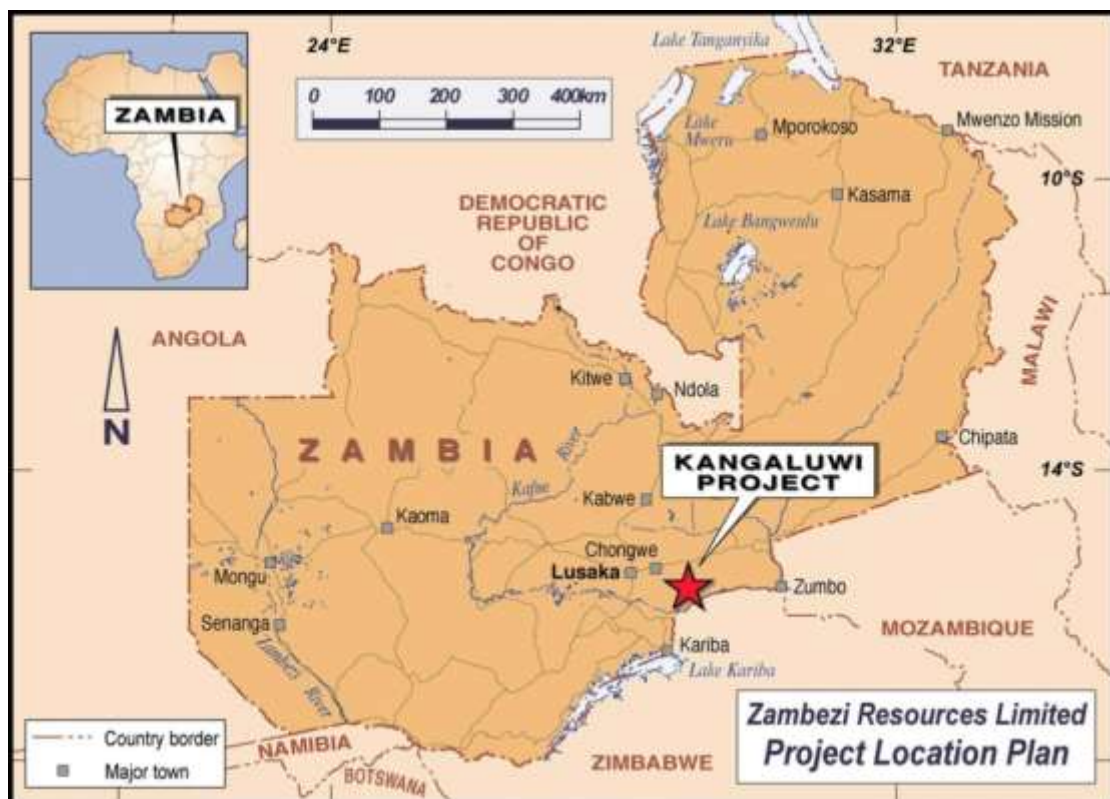 24°E
32°E
Lake Tanganyika
TANZANIA
ZAMBIA
0 100 200 300 400km
Lake
Mweru
Mporokoso
Mwenzo Mission
10°S
Kasama
DEMOCRATIC
REPUBLIC
OF
CONGO
Lake Bangweulu
ANGOLA
MALAWI
N
Kitwe
Ndola
Chipata
ZAMBIA
River
Kafue
KANGALUWI
PROJECT
14°S
Kabwe
Kaoma
Chongwe
Lusaka
Mongu
Zumbo
Senanga
MOZAMBIQUE
Kariba
Lake Kariba
River
Country border
Major town
NAMIBIA
BOTSWANA
ZIMBABWE
Zambezi Resources Limited
Project Location Plan